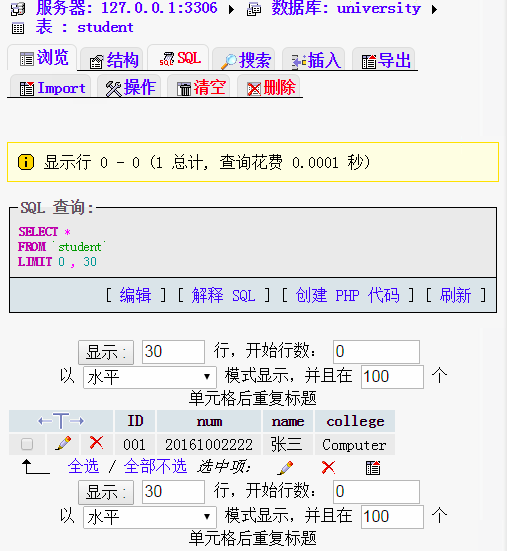 服务器: 127.0.0.1:3306 ▶ 数据库: university ▶
表 : student
浏览 结构 SQL 搜索 插入 导出
Import 操作 清空 删除
显示行 0 - 0 (1 总计, 查询花费 0.0001 秒)
SQL 查询:
SELECT *
FROM `student`
LIMIT 0 , 30
[ 编辑 ] [ 解释 SQL ] [ 创建 PHP 代码 ] [ 刷新 ]
显示 : 30 行，开始行数： 0
以 水平 模式显示，并且在 100 个
单元格后重复标题
←T→ ID num name college
001 20161002222 张三 Computer
全选 / 全部不选 选中项:
显示 : 30 行，开始行数： 0
以 水平 模式显示，并且在 100 个
单元格后重复标题